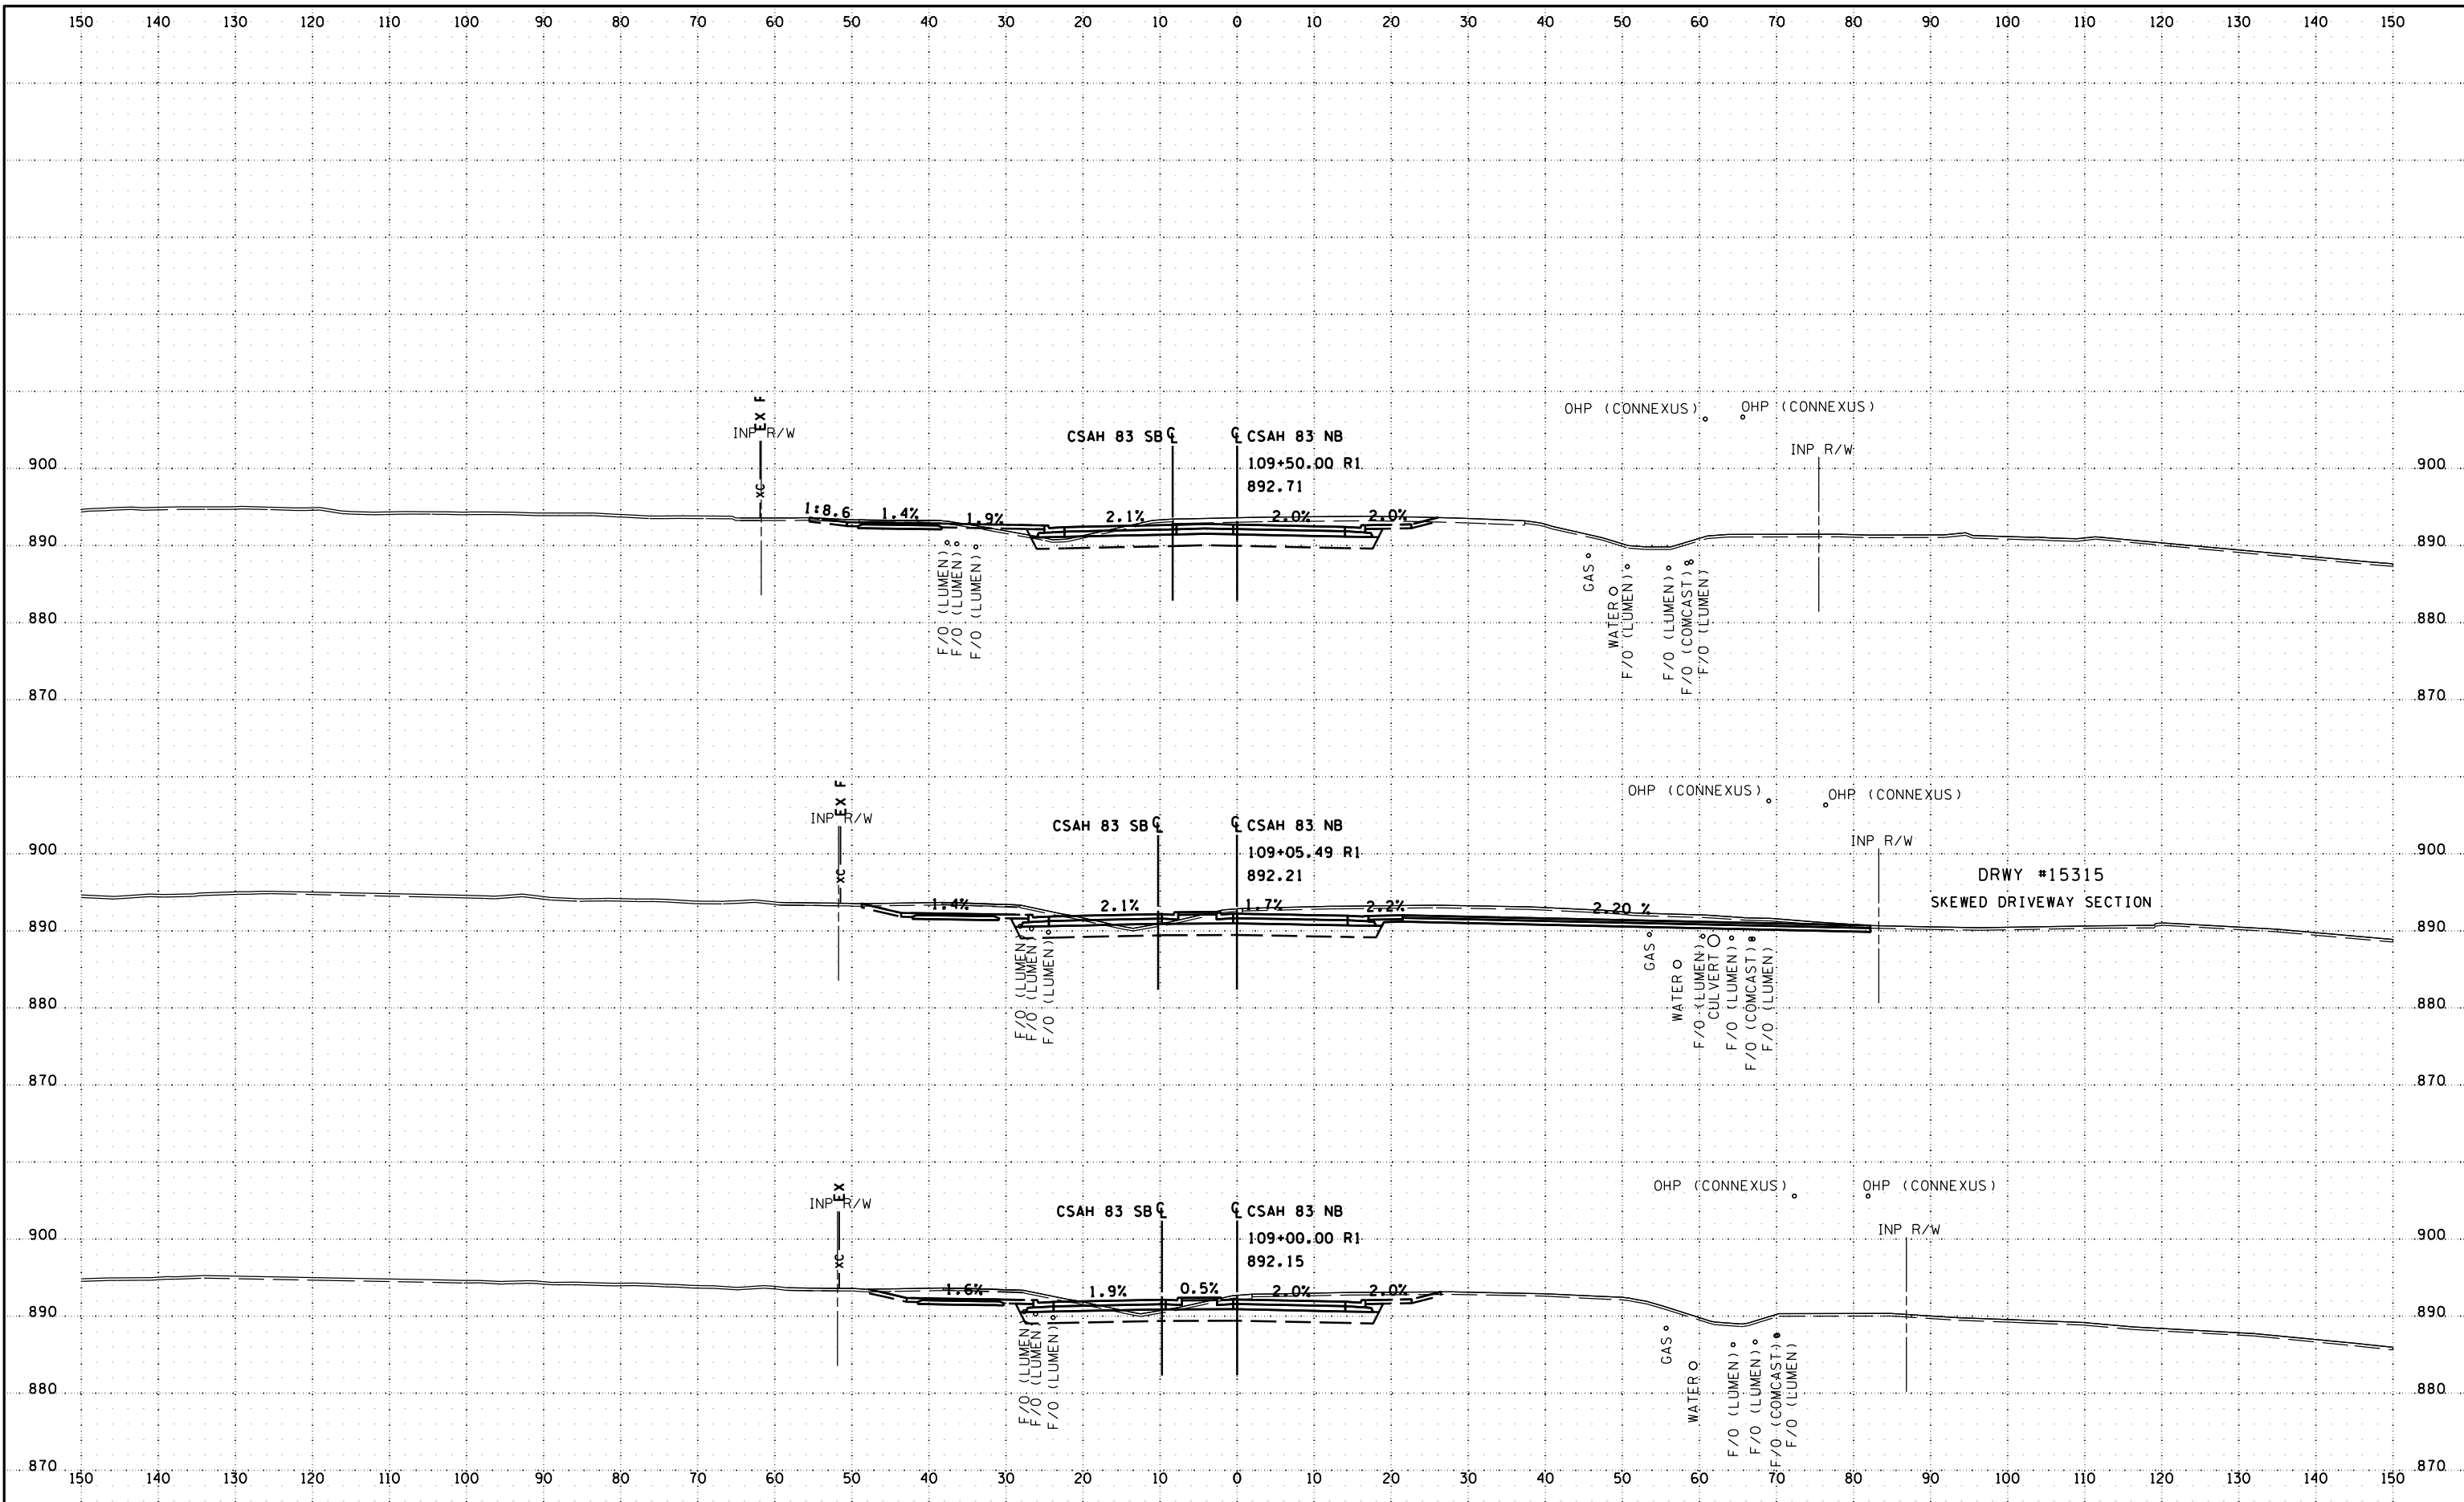 150 140 130 120 110 100 90 80 70 60 50 40 30 20 10 0 10 20 30 40 50 60 70 80 90 100 110 120 130 140 150
EX F
INP R/W
XC
CSAH 83 SB ℄
℄ CSAH 83 NB
109+50.00 R1
892.71
OHP (CONNEXUS)
OHP (CONNEXUS)
INP R/W
900 900
1:8.6 1.4% 1.9% 2.1% 2.0% 2.0%
890 890
F/O (LUMEN)
F/O (LUMEN)
F/O (LUMEN)
GAS
WATER
F/O (LUMEN)
F/O (LUMEN)
F/O (COMCAST)
F/O (LUMEN)
880 880
870 870
EX F
INP R/W
XC
CSAH 83 SB ℄
℄ CSAH 83 NB
109+05.49 R1
892.21
OHP (CONNEXUS)
OHP (CONNEXUS)
INP R/W
900 900
DRWY #15315
SKEWED DRIVEWAY SECTION
1.4% 2.1% 1.7% 2.2% 2.20 %
890 890
F/O (LUMEN)
F/O (LUMEN)
F/O (LUMEN)
GAS
WATER
F/O (LUMEN)
CULVERT
F/O (LUMEN)
F/O (COMCAST)
F/O (LUMEN)
880 880
870 870
EX
INP R/W
XC
CSAH 83 SB ℄
℄ CSAH 83 NB
109+00.00 R1
892.15
OHP (CONNEXUS)
OHP (CONNEXUS)
INP R/W
900 900
1.6% 1.9% 0.5% 2.0% 2.0%
890 890
F/O (LUMEN)
F/O (LUMEN)
F/O (LUMEN)
GAS
WATER
F/O (LUMEN)
F/O (LUMEN)
F/O (COMCAST)
F/O (LUMEN)
880 880
870 870
150 140 130 120 110 100 90 80 70 60 50 40 30 20 10 0 10 20 30 40 50 60 70 80 90 100 110 120 130 140 150